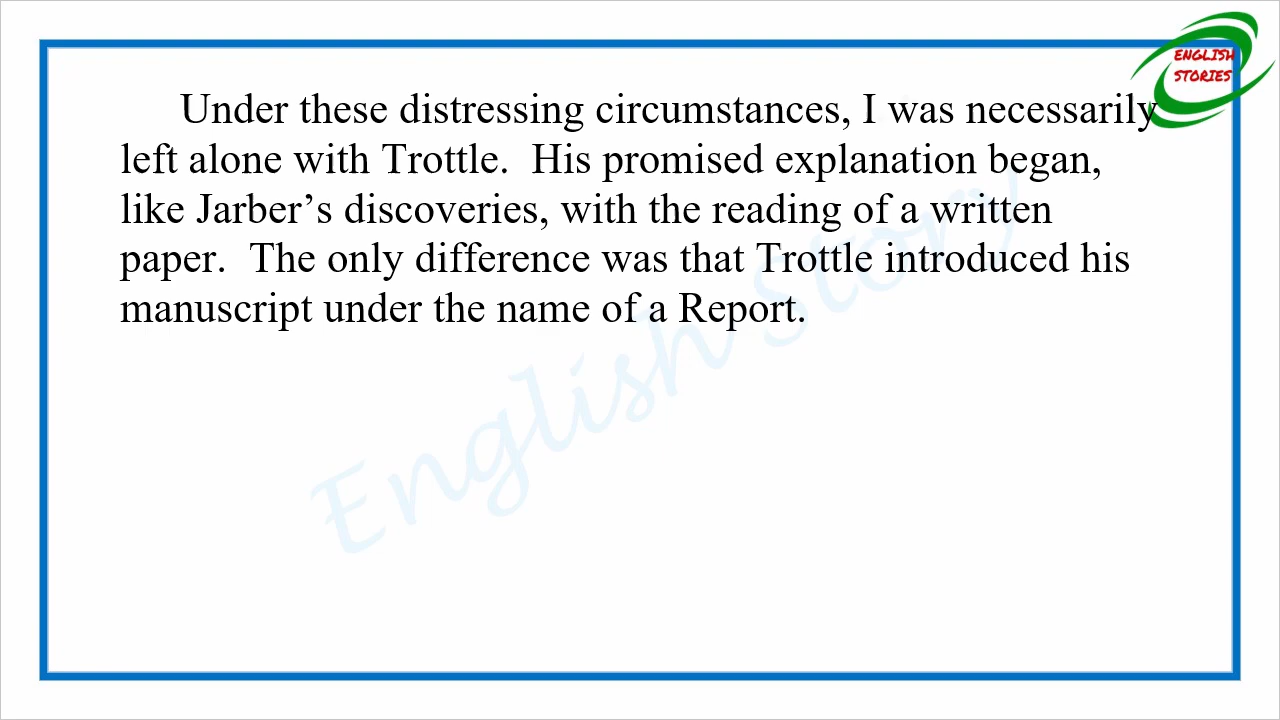 ENGLISH
STORIES
Under these distressing circumstances, I was necessarily
left alone with Trottle.  His promised explanation began,
like Jarber’s discoveries, with the reading of a written
paper.  The only difference was that Trottle introduced his
manuscript under the name of a Report.
English Story